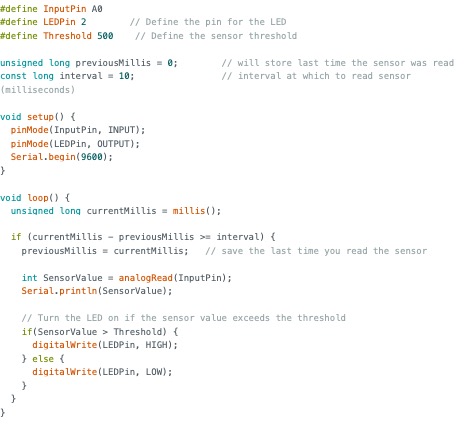 #define InputPin A0
#define LEDPin 2        // Define the pin for the LED
#define Threshold 500    // Define the sensor threshold
unsigned long previousMillis = 0;        // will store last time the sensor was read
const long interval = 10;                // interval at which to read sensor
(milliseconds)
void setup() {
  pinMode(InputPin, INPUT);
  pinMode(LEDPin, OUTPUT);
  Serial.begin(9600);
}
void loop() {
  unsigned long currentMillis = millis();
  if (currentMillis - previousMillis >= interval) {
    previousMillis = currentMillis;   // save the last time you read the sensor
    int SensorValue = analogRead(InputPin);
    Serial.println(SensorValue);
    // Turn the LED on if the sensor value exceeds the threshold
    if(SensorValue > Threshold) {
      digitalWrite(LEDPin, HIGH);
    } else {
      digitalWrite(LEDPin, LOW);
    }
  }
}